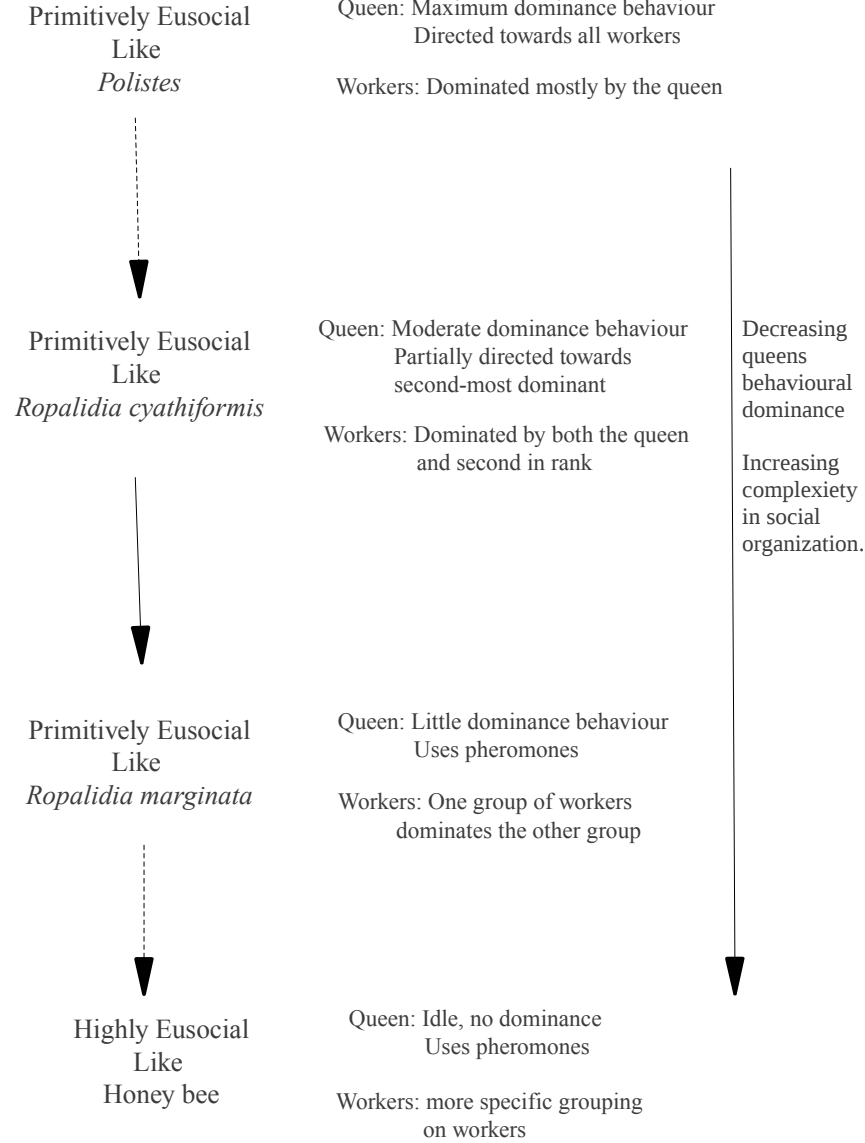 Primitively Eusocial
Like
Polistes
Queen: Maximum dominance behaviour
Directed towards all workers
Workers: Dominated mostly by the queen
Primitively Eusocial
Like
Ropalidia cyathiformis
Queen: Moderate dominance behaviour
Partially directed towards
second-most dominant
Workers: Dominated by both the queen
and second in rank
Decreasing
queens
behavioural
dominance
Increasing
complexiety
in social
organization.
Primitively Eusocial
Like
Ropalidia marginata
Queen: Little dominance behaviour
Uses pheromones
Workers: One group of workers
dominates the other group
Highly Eusocial
Like
Honey bee
Queen: Idle, no dominance
Uses pheromones
Workers: more specific grouping
on workers